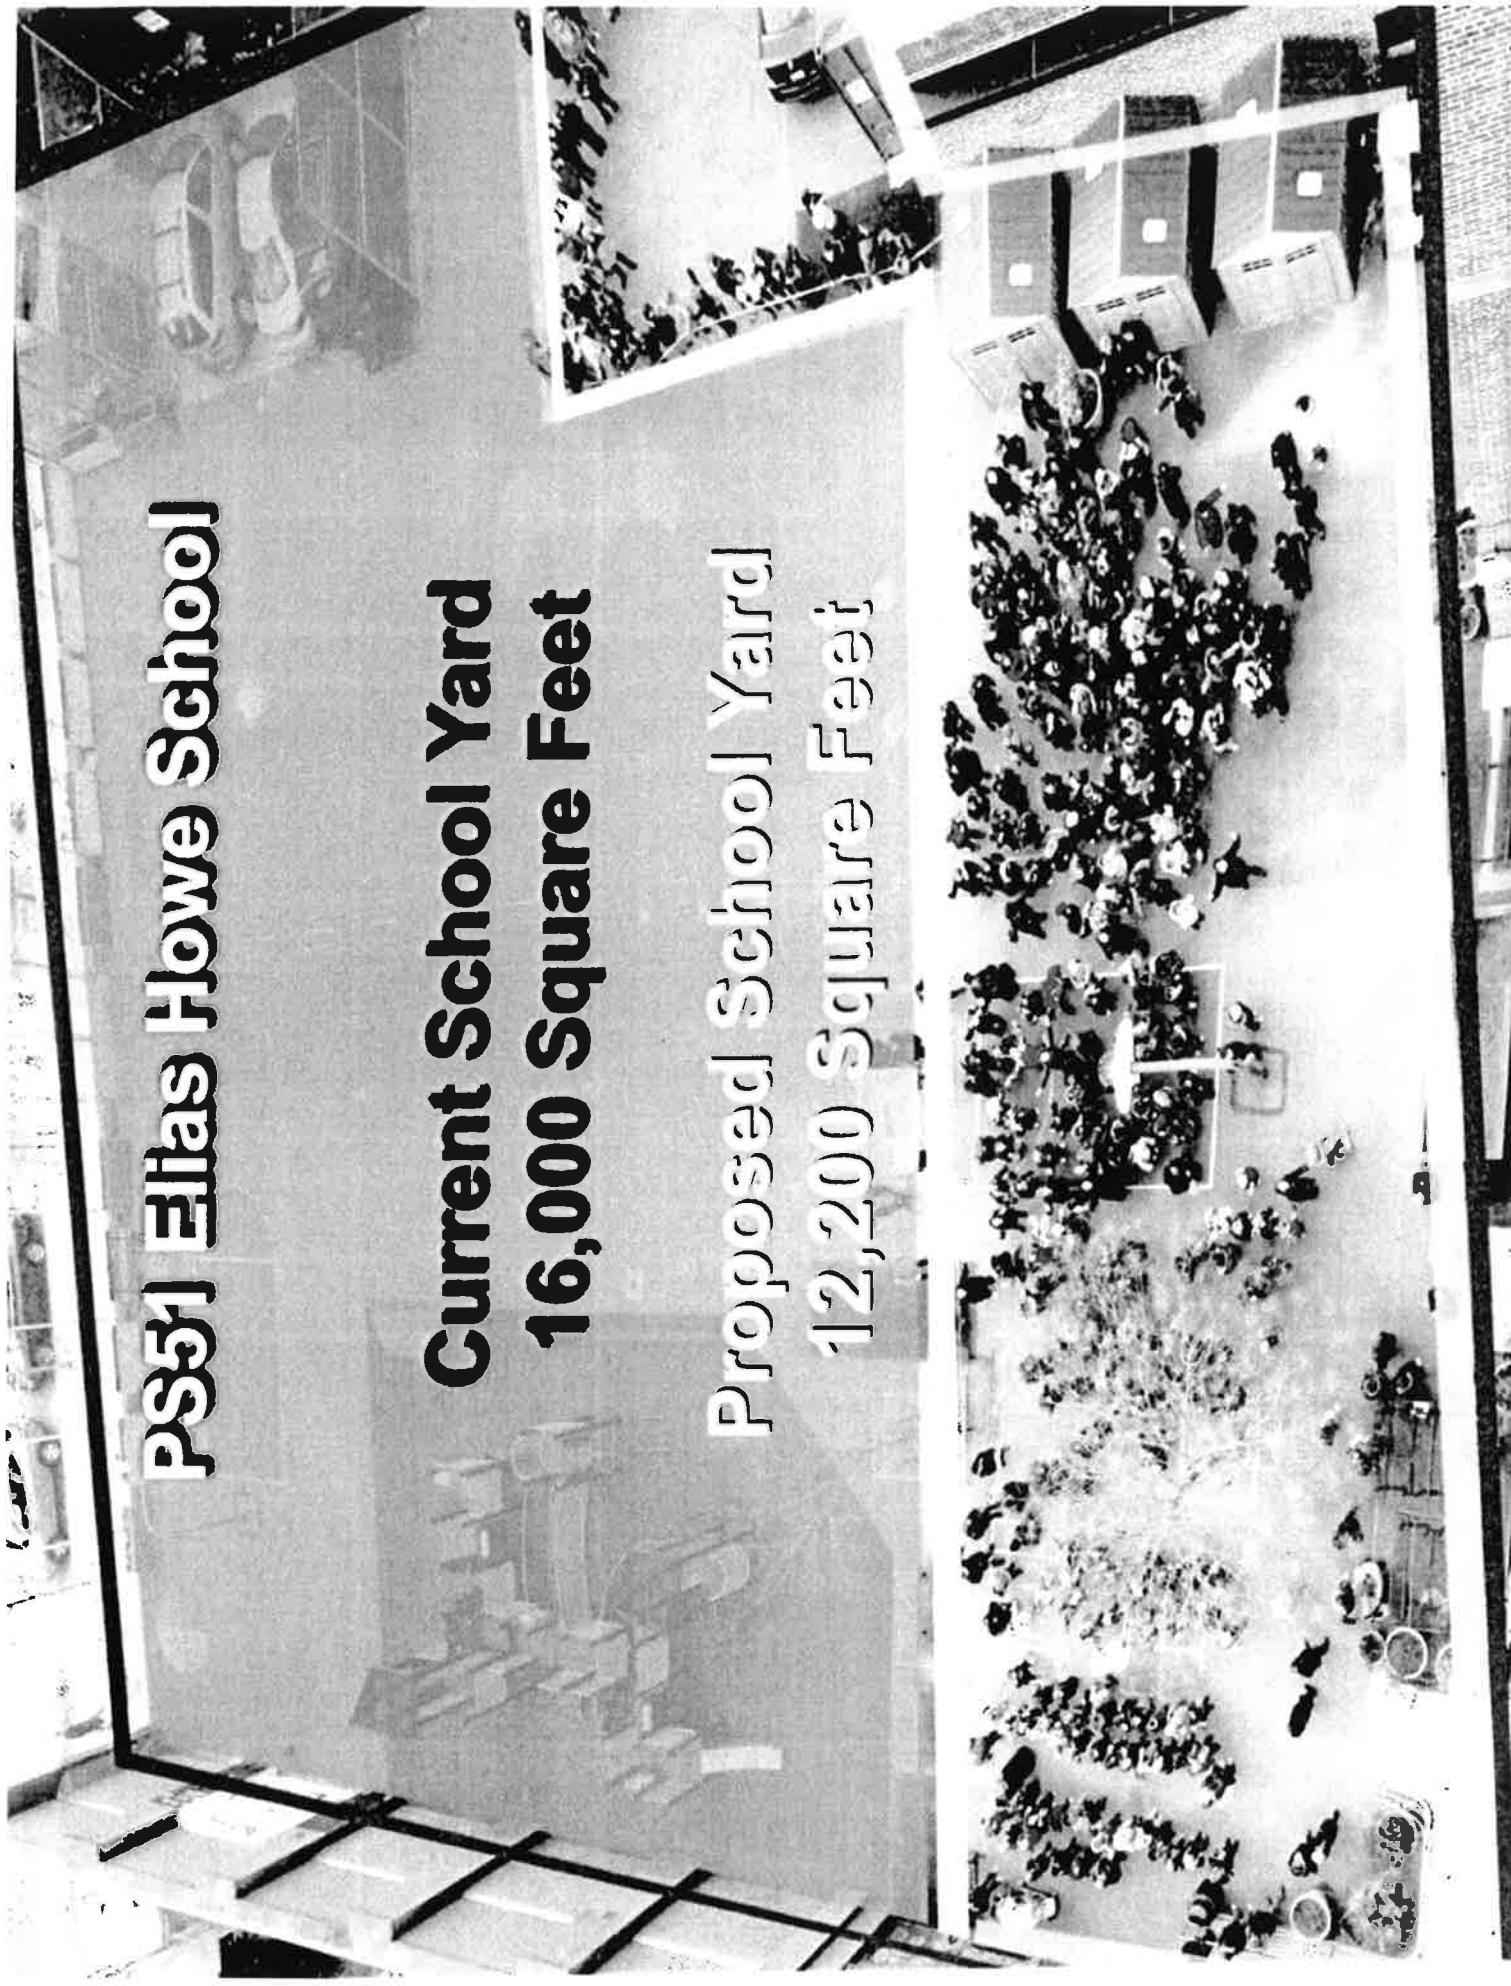 PS51 Elias Howe School
Current School Yard
16,000 Square Feet
Proposed School Yard
12,200 Square Feet